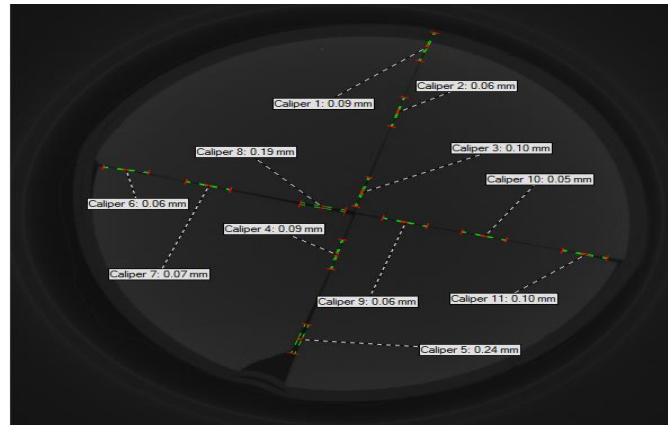 Caliper 1: 0.09 mm
Caliper 2: 0.06 mm
Caliper 3: 0.10 mm
Caliper 8: 0.19 mm
Caliper 10: 0.05 mm
Caliper 6: 0.06 mm
Caliper 4: 0.09 mm
Caliper 7: 0.07 mm
Caliper 9: 0.06 mm
Caliper 11: 0.10 mm
Caliper 5: 0.24 mm